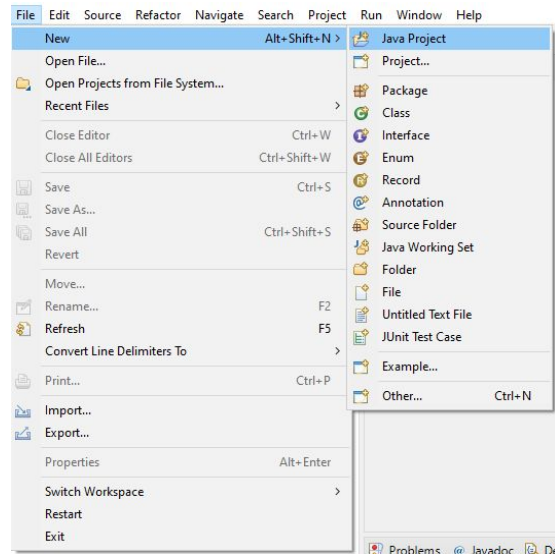 File Edit Source Refactor Navigate Search Project Run Window Help
New Alt+Shift+N >
Open File...
Open Projects from File System...
Recent Files >
Close Editor Ctrl+W
Close All Editors Ctrl+Shift+W
Save Ctrl+S
Save As...
Save All Ctrl+Shift+S
Revert
Move...
Rename... F2
Refresh F5
Convert Line Delimiters To >
Print... Ctrl+P
Import...
Export...
Properties Alt+Enter
Switch Workspace >
Restart
Exit
Java Project
Project...
Package
Class
Interface
Enum
Record
Annotation
Source Folder
Java Working Set
Folder
File
Untitled Text File
JUnit Test Case
Example...
Other... Ctrl+N
Problems @ Javadoc